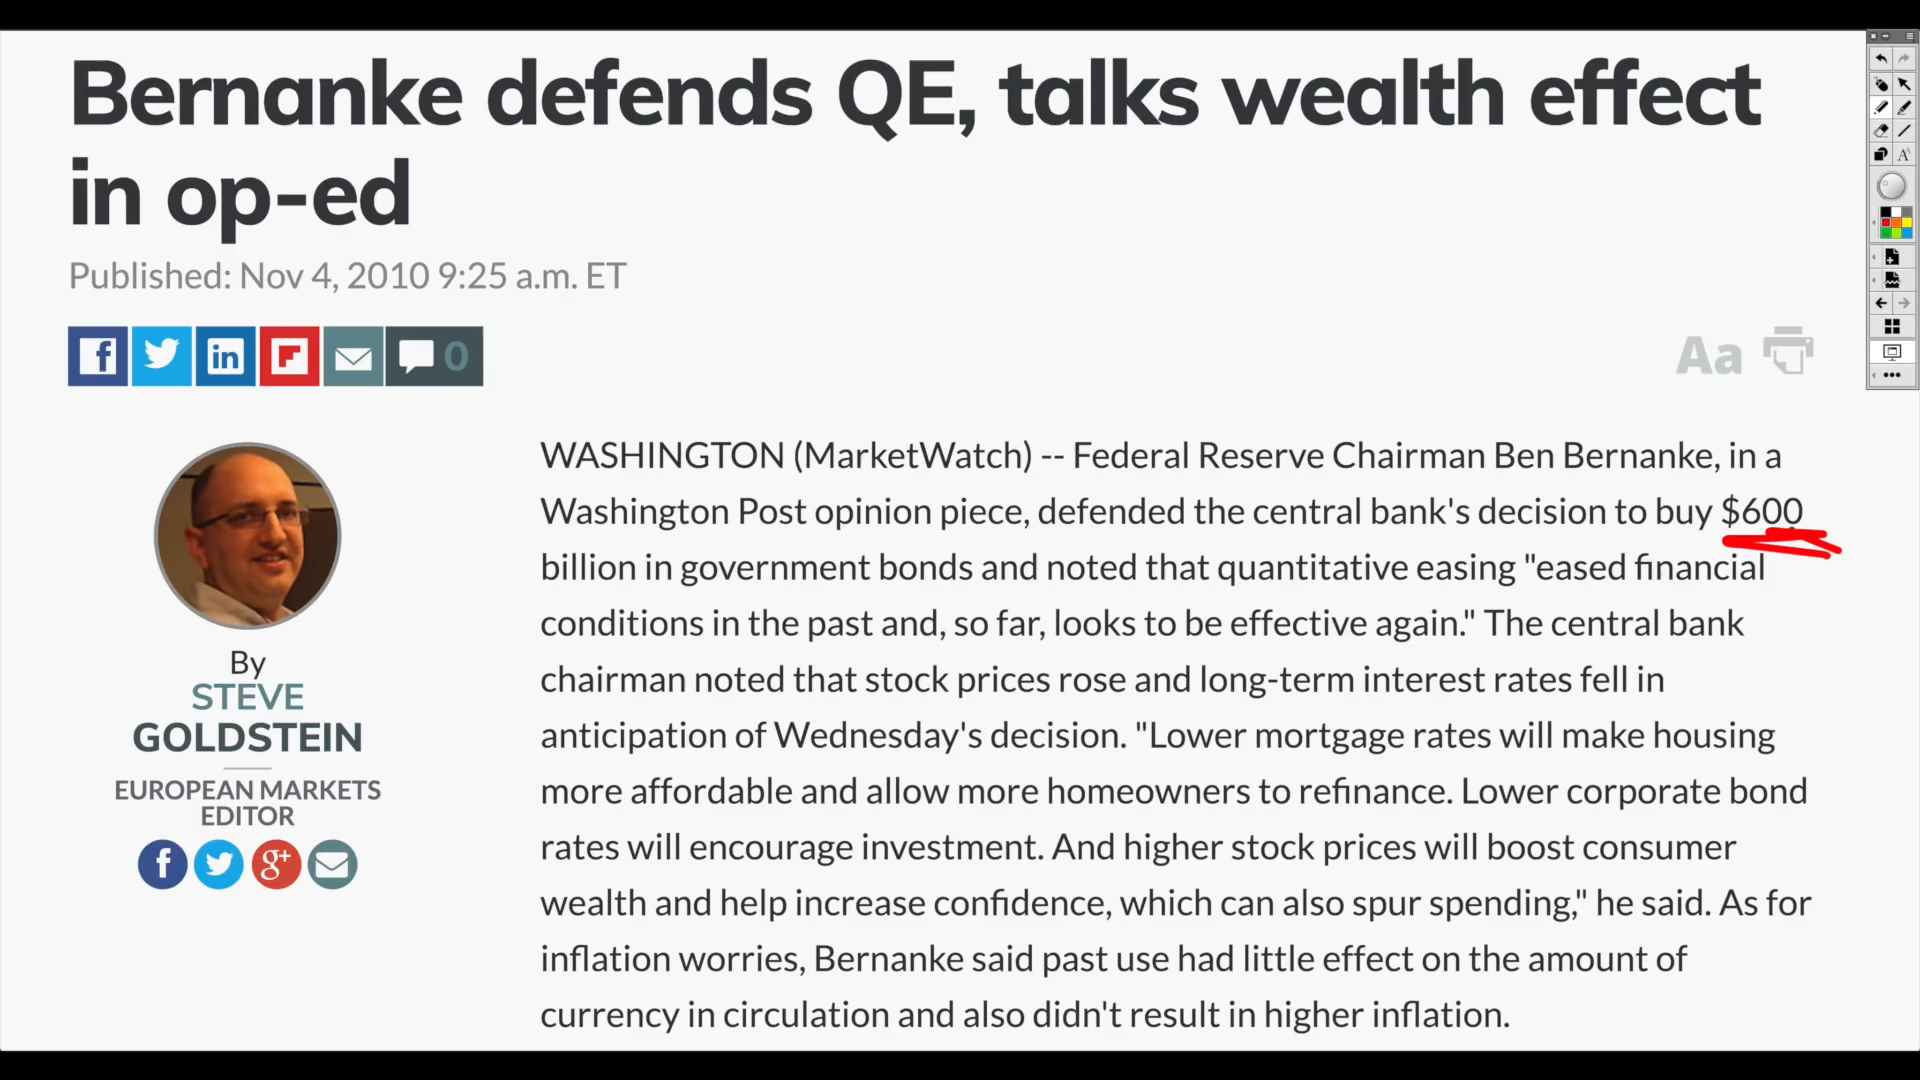 Bernanke defends QE, talks wealth effect
in op-ed
Published: Nov 4, 2010 9:25 a.m. ET
0
Aa
WASHINGTON (MarketWatch) -- Federal Reserve Chairman Ben Bernanke, in a
Washington Post opinion piece, defended the central bank's decision to buy $600
billion in government bonds and noted that quantitative easing "eased financial
conditions in the past and, so far, looks to be effective again." The central bank
chairman noted that stock prices rose and long-term interest rates fell in
anticipation of Wednesday's decision. "Lower mortgage rates will make housing
more affordable and allow more homeowners to refinance. Lower corporate bond
rates will encourage investment. And higher stock prices will boost consumer
wealth and help increase confidence, which can also spur spending," he said. As for
inflation worries, Bernanke said past use had little effect on the amount of
currency in circulation and also didn't result in higher inflation.
By
STEVE
GOLDSTEIN
EUROPEAN MARKETS
EDITOR